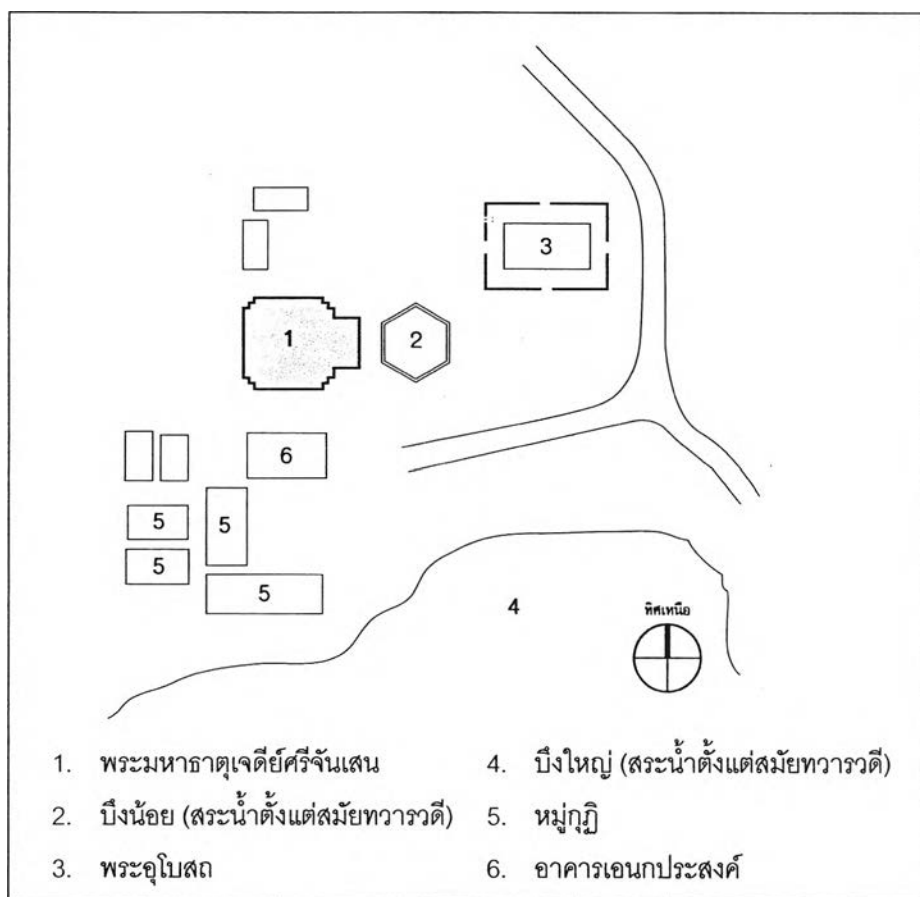 3
1
2
6
5
5
5
5
4
ทิศเหนือ
1. พระมหาธาตุเจดีย์ศรีจันเสน
2. บึงน้อย (สระน้ำตั้งแต่สมัยทวารวดี)
3. พระอุโบสถ
4. บึงใหญ่ (สระน้ำตั้งแต่สมัยทวารวดี)
5. หมู่กุฏิ
6. อาคารเอนกประสงค์